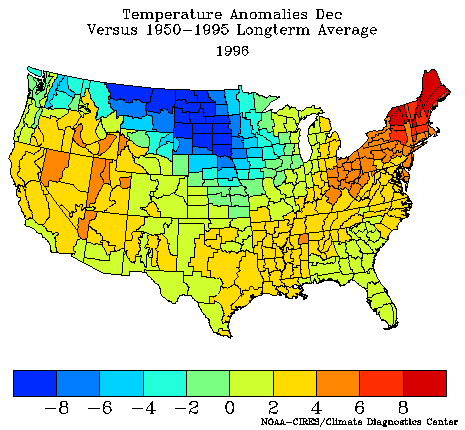 Temperature Anomalies Dec
Versus 1950-1995 Longterm Average
1996
-8 -6 -4 -2 0 2 4 6 8
NOAA-CIRES/Climate Diagnostics Center